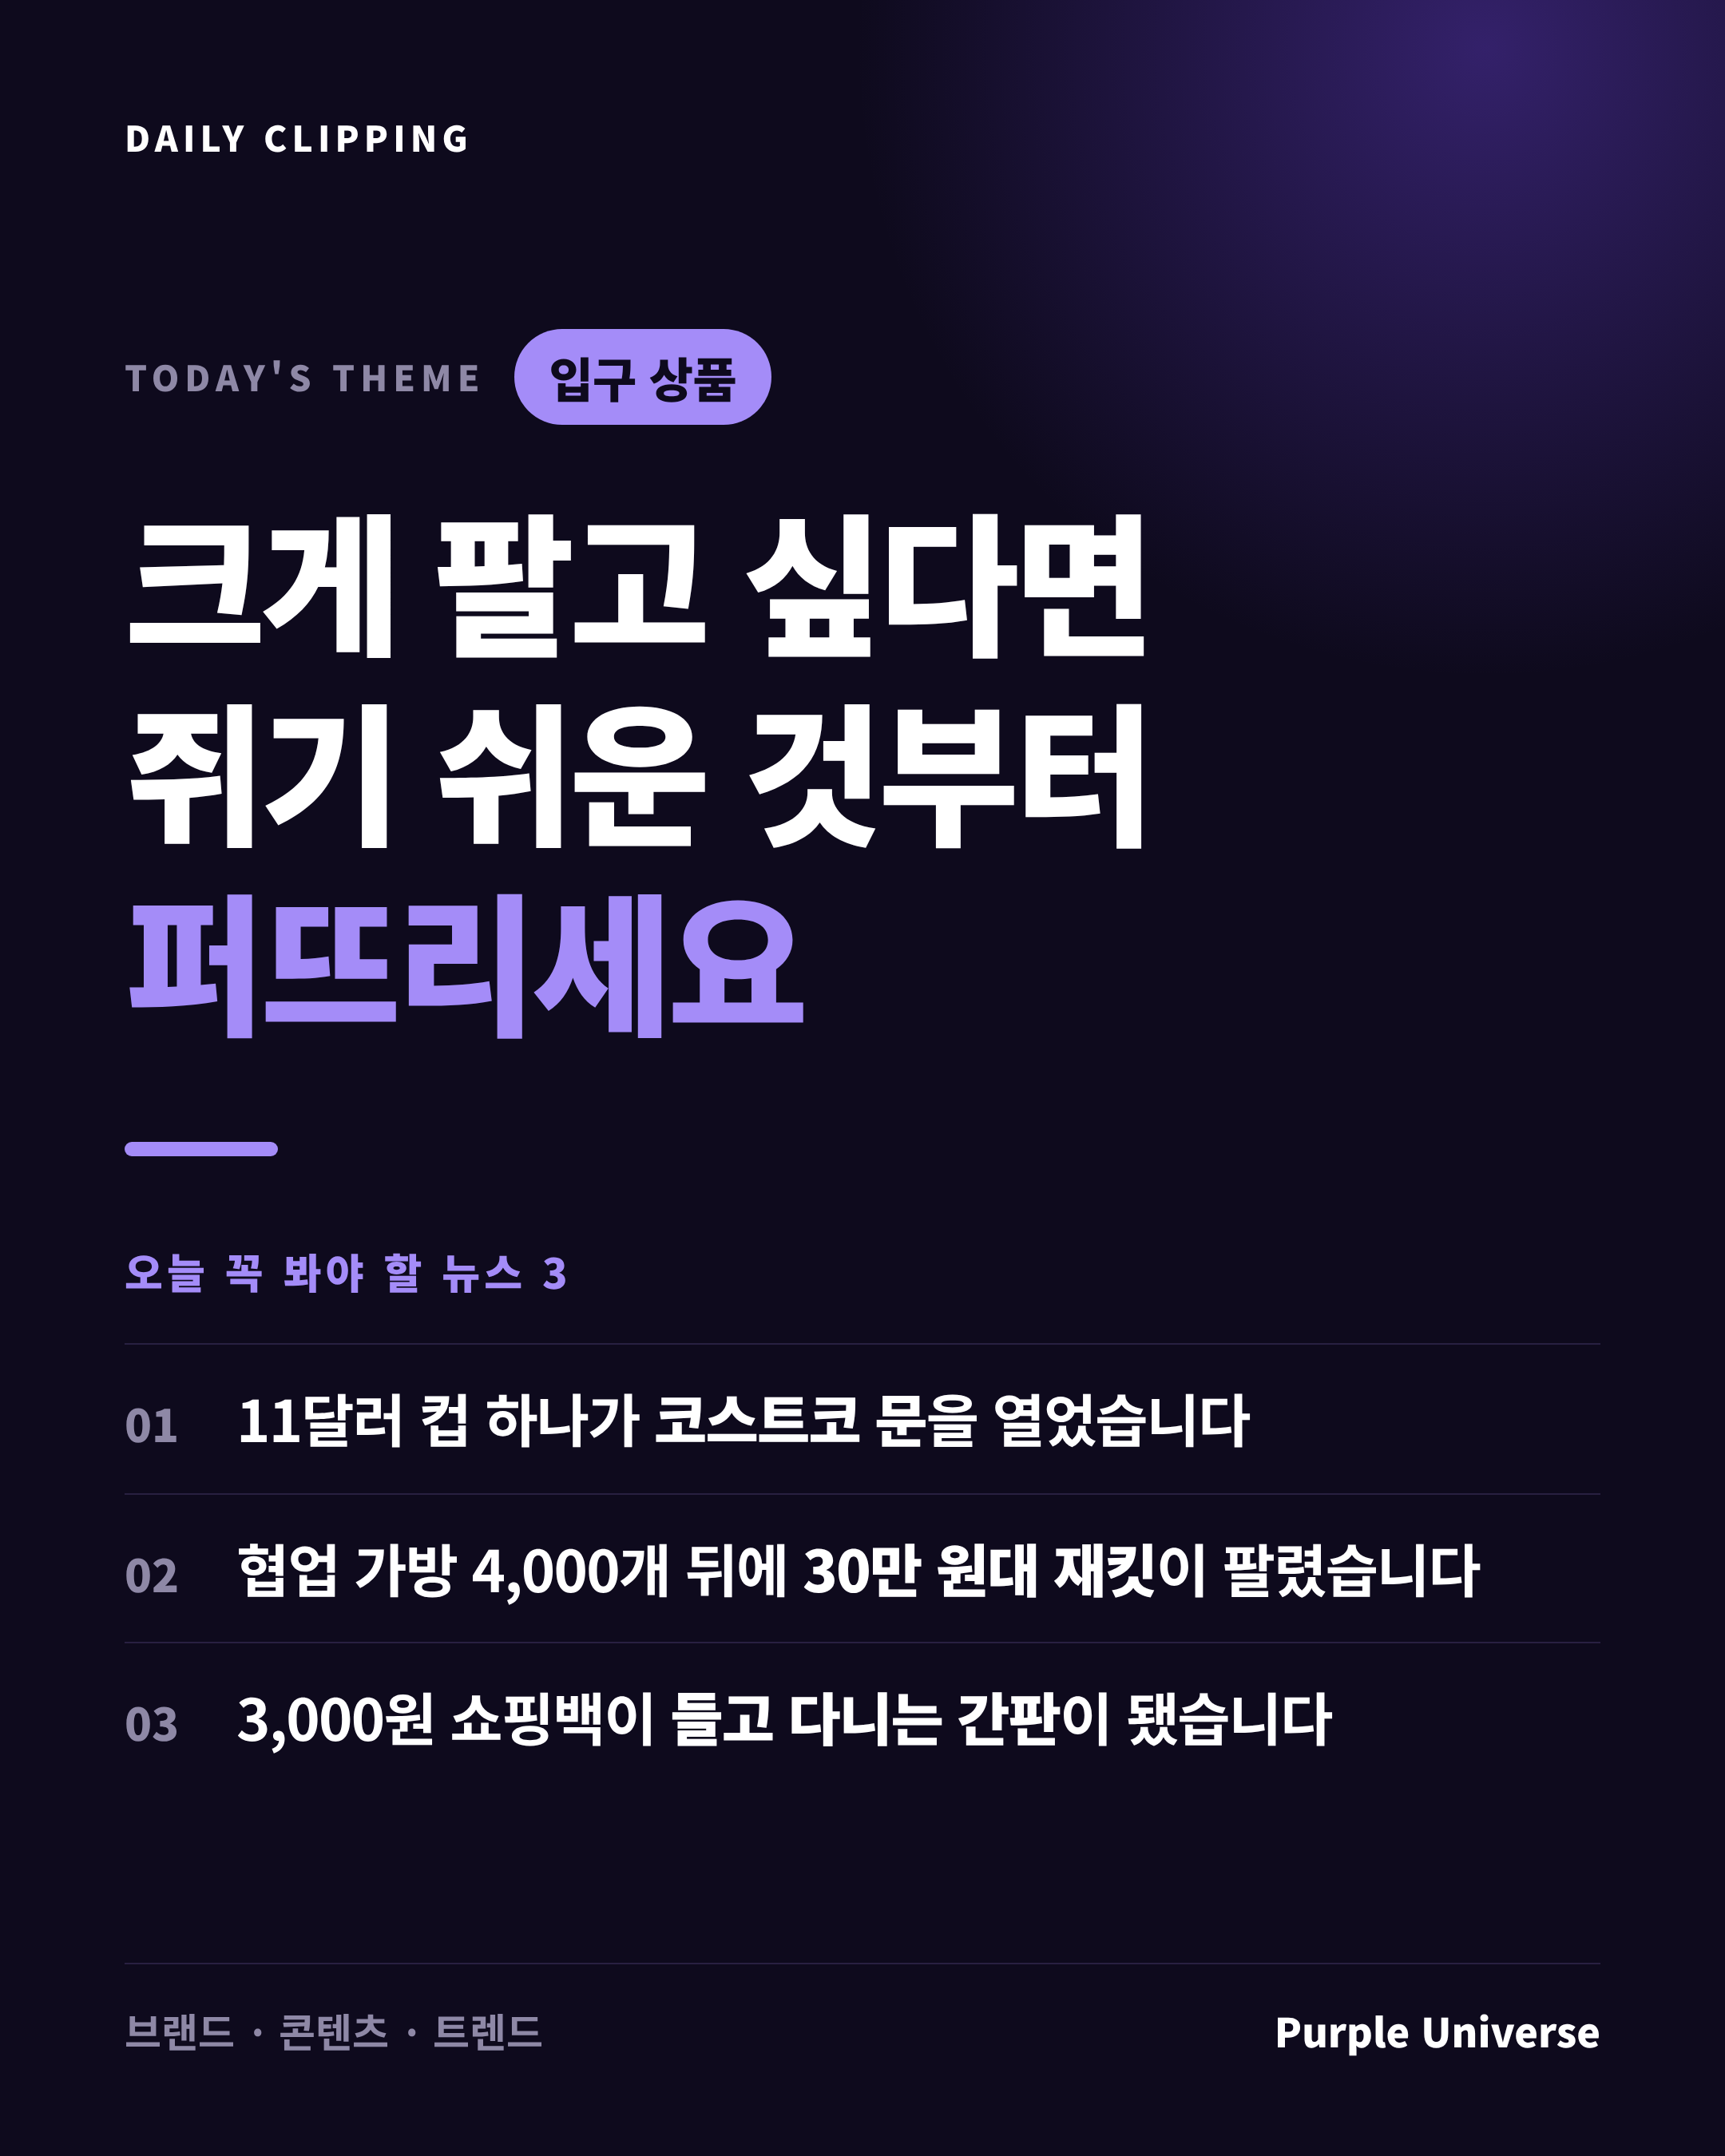 DAILY CLIPPING
TODAY'S THEME 입구 상품
크게 팔고 싶다면
쥐기 쉬운 것부터
퍼뜨리세요
오늘 꼭 봐야 할 뉴스 3
01 11달러 컵 하나가 코스트코 문을 열었습니다
02 협업 가방 4,000개 뒤에 30만 원대 재킷이 팔렸습니다
03 3,000원 쇼핑백이 들고 다니는 간판이 됐습니다
브랜드 · 콘텐츠 · 트렌드
Purple Universe